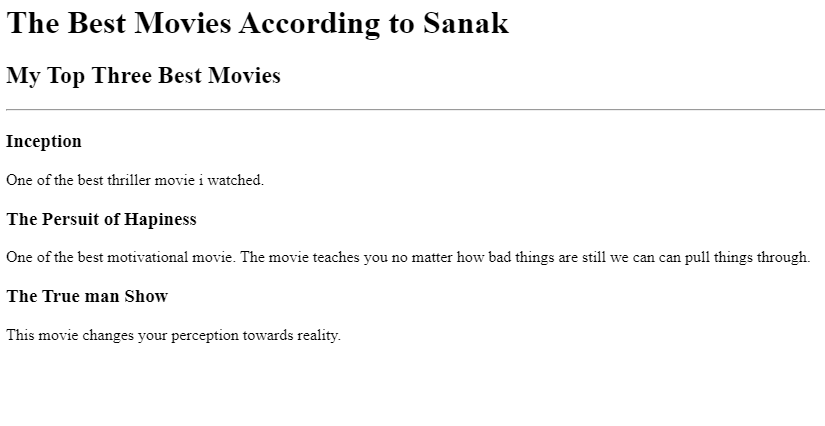 The Best Movies According to Sanak
My Top Three Best Movies
Inception
One of the best thriller movie i watched.
The Persuit of Hapiness
One of the best motivational movie. The movie teaches you no matter how bad things are still we can can pull things through.
The True man Show
This movie changes your perception towards reality.